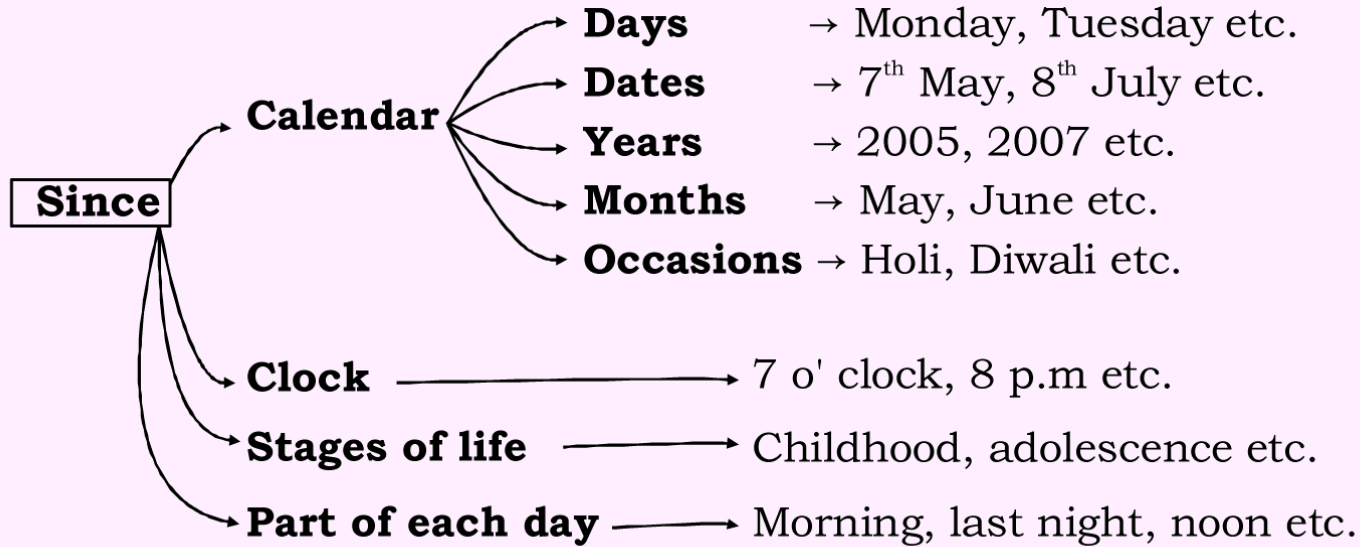 Days → Monday, Tuesday etc.
Dates → 7th May, 8th July etc.
Calendar
Years → 2005, 2007 etc.
Since
Months → May, June etc.
Occasions → Holi, Diwali etc.
Clock → 7 o' clock, 8 p.m etc.
Stages of life → Childhood, adolescence etc.
Part of each day → Morning, last night, noon etc.